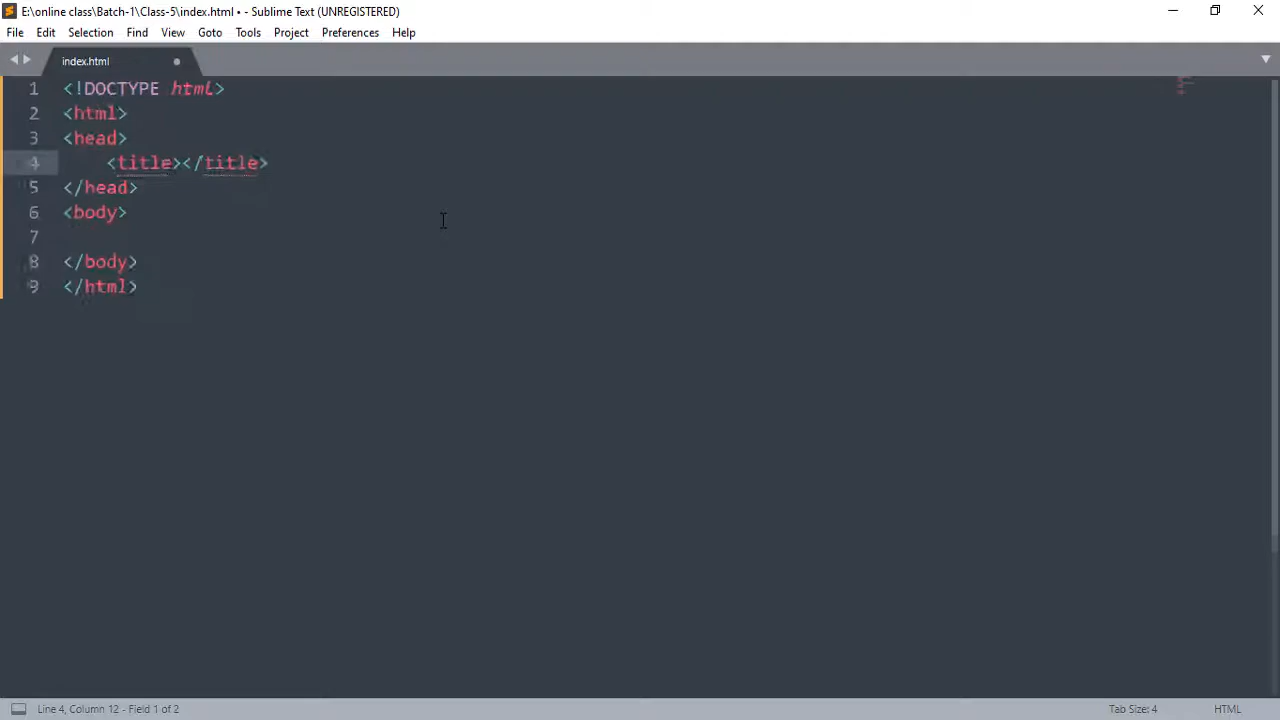 E:\online class\Batch-1\Class-5\index.html • - Sublime Text (UNREGISTERED)
File Edit Selection Find View Goto Tools Project Preferences Help
index.html
1 <!DOCTYPE html>
2 <html>
3 <head>
4 <title></title>
5 </head>
6 <body>
7
8 </body>
9 </html>
Line 4, Column 12 - Field 1 of 2 Tab Size: 4 HTML